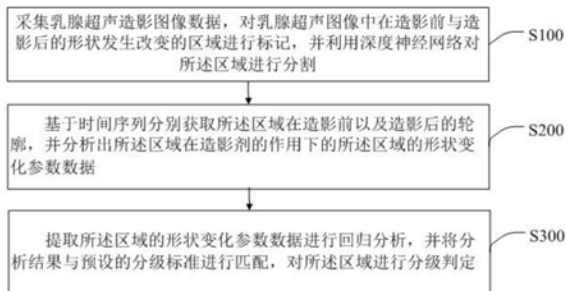 采集乳腺超声造影图像数据，对乳腺超声图像中在造影前与造
影后的形状发生改变的区域进行标记，并利用深度神经网络对
所述区域进行分割
S100
基于时间序列分别获取所述区域在造影前以及造影后的轮
廓，并分析出所述区域在造影剂的作用下的所述区域的形状变
化参数数据
S200
提取所述区域的形状变化参数数据进行回归分析，并将分
析结果与预设的分级标准进行匹配，对所述区域进行分级判定
S300